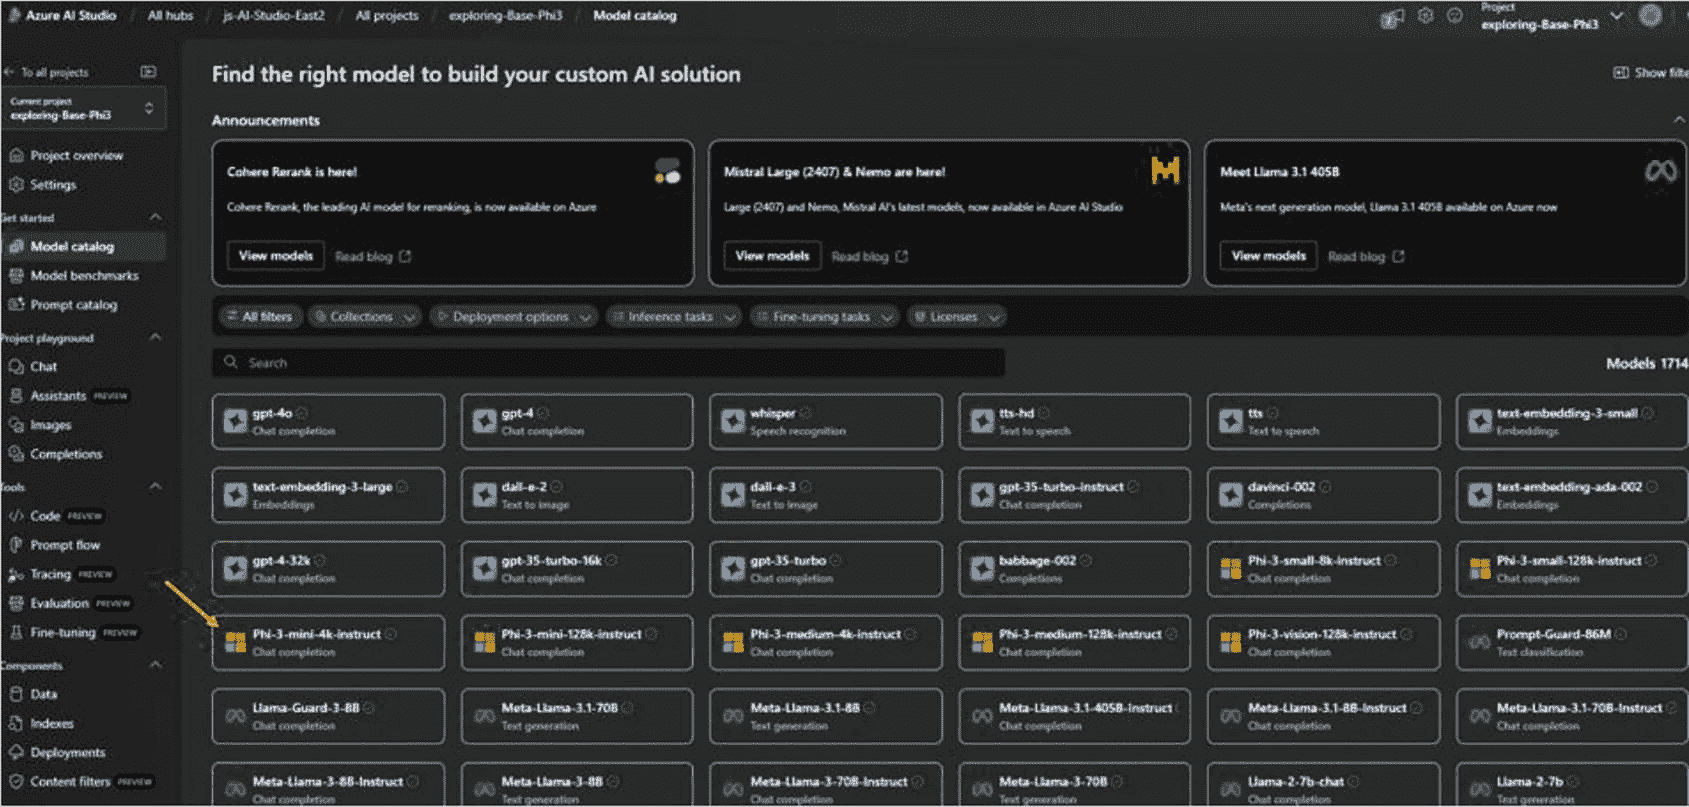 Azure AI Studio / All hubs / js-AI-Studio-East2 / All projects / exploring-Base-Phi3 / Model catalog
Project
exploring-Base-Phi3
To all projects
Current project
exploring-Base-Phi3
Project overview
Settings
Get started
Model catalog
Model benchmarks
Prompt catalog
Project playground
Chat
Assistants PREVIEW
Images
Completions
Tools
Code PREVIEW
Prompt flow
Tracing PREVIEW
Evaluation PREVIEW
Fine-tuning PREVIEW
Components
Data
Indexes
Deployments
Content filters PREVIEW
Find the right model to build your custom AI solution
Show filte
Announcements
Cohere Rerank is here!
Cohere Rerank, the leading AI model for reranking, is now available on Azure
View models Read blog
Mistral Large (2407) & Nemo are here!
Large (2407) and Nemo, Mistral AI's latest models, now available in Azure AI Studio
View models Read blog
Meet Llama 3.1 405B
Meta's next generation model, Llama 3.1 405B available on Azure now
View models Read blog
All filters Collections Deployment options Inference tasks Fine-tuning tasks Licenses
Search
Models 1714
gpt-4o
Chat completion
gpt-4
Chat completion
whisper
Speech recognition
tts-hd
Text to speech
tts
Text to speech
text-embedding-3-small
Embeddings
text-embedding-3-large
Embeddings
dall-e-2
Text to image
dall-e-3
Text to image
gpt-35-turbo-instruct
Chat completion
davinci-002
Completions
text-embedding-ada-002
Embeddings
gpt-4-32k
Chat completion
gpt-35-turbo-16k
Chat completion
gpt-35-turbo
Chat completion
babbage-002
Completions
Phi-3-small-8k-instruct
Chat completion
Phi-3-small-128k-instruct
Chat completion
Phi-3-mini-4k-instruct
Chat completion
Phi-3-mini-128k-instruct
Chat completion
Phi-3-medium-4k-instruct
Chat completion
Phi-3-medium-128k-instruct
Chat completion
Phi-3-vision-128k-instruct
Chat completion
Prompt-Guard-86M
Text classification
Llama-Guard-3-8B
Chat completion
Meta-Llama-3.1-70B
Text generation
Meta-Llama-3.1-8B
Text generation
Meta-Llama-3.1-405B-Instruct
Chat completion
Meta-Llama-3.1-8B-Instruct
Chat completion
Meta-Llama-3.1-70B-Instruct
Chat completion
Meta-Llama-3-8B-Instruct
Chat completion
Meta-Llama-3-8B
Text generation
Meta-Llama-3-70B-Instruct
Chat completion
Meta-Llama-3-70B
Text generation
Llama-2-7b-chat
Chat completion
Llama-2-7b
Text generation